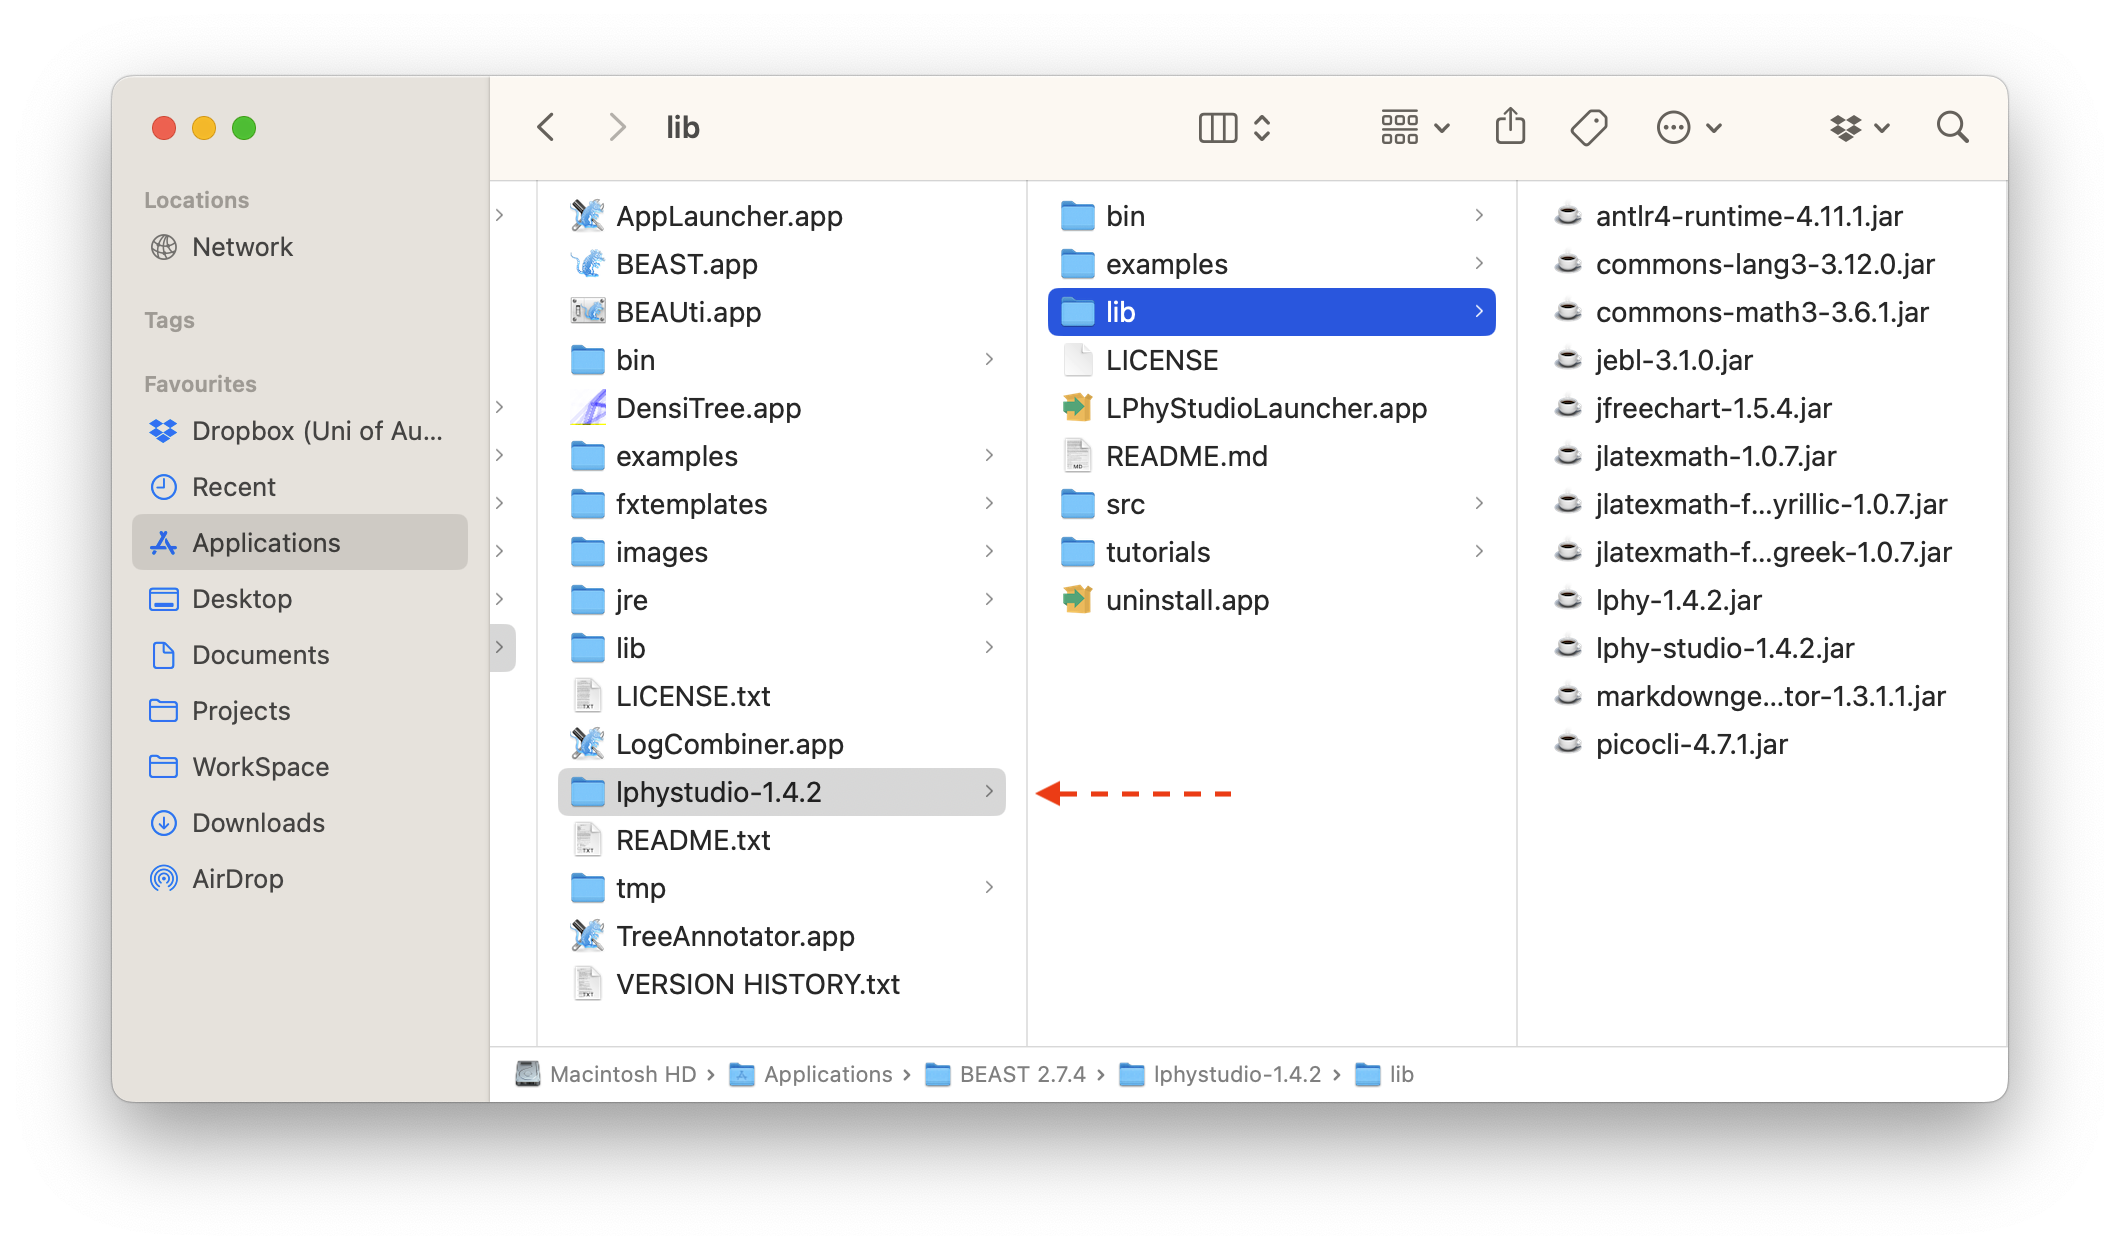 lib
Locations
Network
Tags
Favourites
Dropbox (Uni of Au...
Recent
Applications
Desktop
Documents
Projects
WorkSpace
Downloads
AirDrop
AppLauncher.app
BEAST.app
BEAUti.app
bin
DensiTree.app
examples
fxtemplates
images
jre
lib
LICENSE.txt
LogCombiner.app
lphystudio-1.4.2
README.txt
tmp
TreeAnnotator.app
VERSION HISTORY.txt
bin
examples
lib
LICENSE
LPhyStudioLauncher.app
README.md
src
tutorials
uninstall.app
antlr4-runtime-4.11.1.jar
commons-lang3-3.12.0.jar
commons-math3-3.6.1.jar
jebl-3.1.0.jar
jfreechart-1.5.4.jar
jlatexmath-1.0.7.jar
jlatexmath-f...yrillic-1.0.7.jar
jlatexmath-f...greek-1.0.7.jar
lphy-1.4.2.jar
lphy-studio-1.4.2.jar
markdownge...tor-1.3.1.1.jar
picocli-4.7.1.jar
Macintosh HD › Applications › BEAST 2.7.4 › lphystudio-1.4.2 › lib